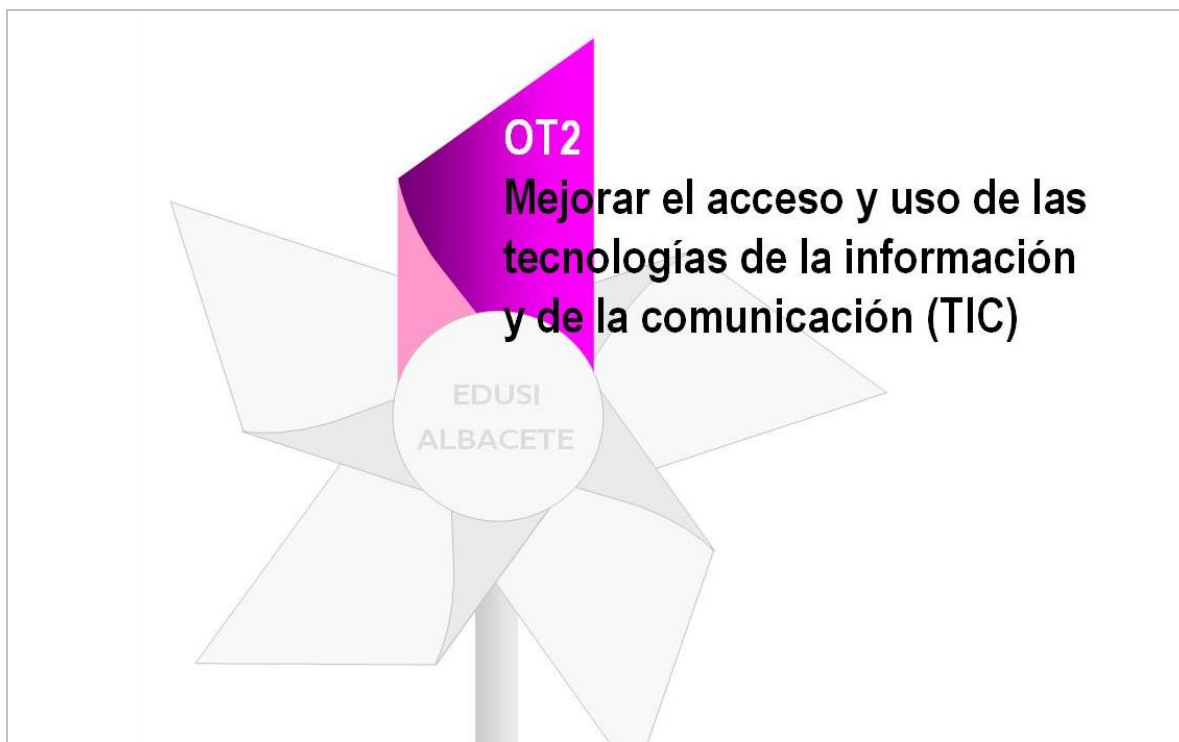 OT2
Mejorar el acceso y uso de las
tecnologías de la información
y de la comunicación (TIC)
EDUSI
ALBACETE